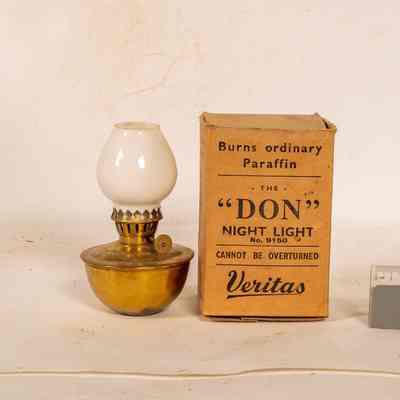 Burns ordinary
Paraffin
· THE ·
"DON"
NIGHT LIGHT
No. 9150
CANNOT BE OVERTURNED
Veritas